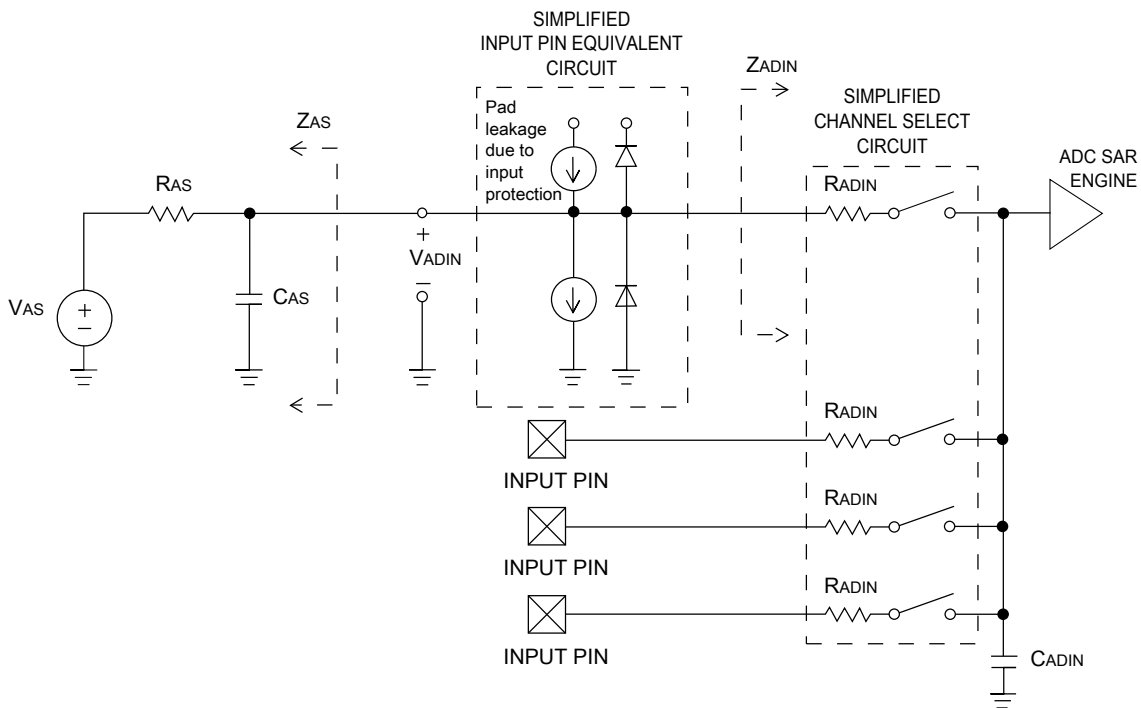 SIMPLIFIED
INPUT PIN EQUIVALENT
CIRCUIT
ZADIN
SIMPLIFIED
CHANNEL SELECT
CIRCUIT
Pad
leakage
due to
input
protection
ZAS
RAS
RADIN
ADC SAR
ENGINE
+
VADIN
–
CAS
VAS
+
–
RADIN
INPUT PIN
RADIN
INPUT PIN
RADIN
INPUT PIN
CADIN